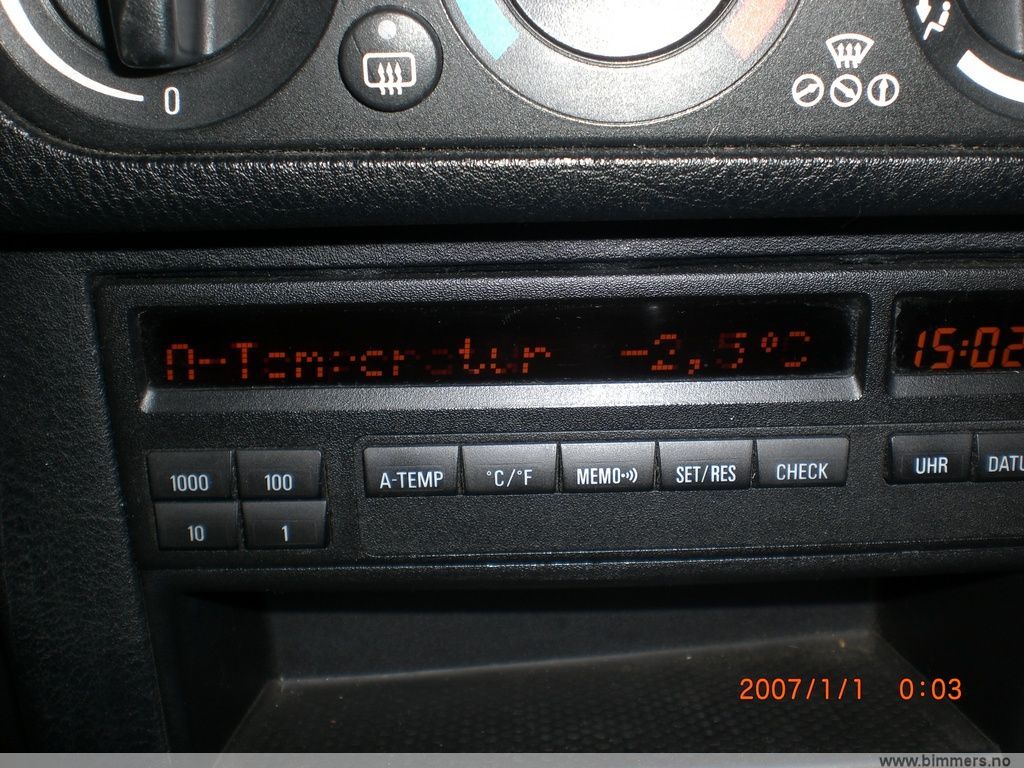 0
A-Temperatur -2,5°C
15:02
1000 100
10 1
A-TEMP °C/°F MEMO SET/RES CHECK
UHR
2007/1/1 0:03
www.bimmers.no